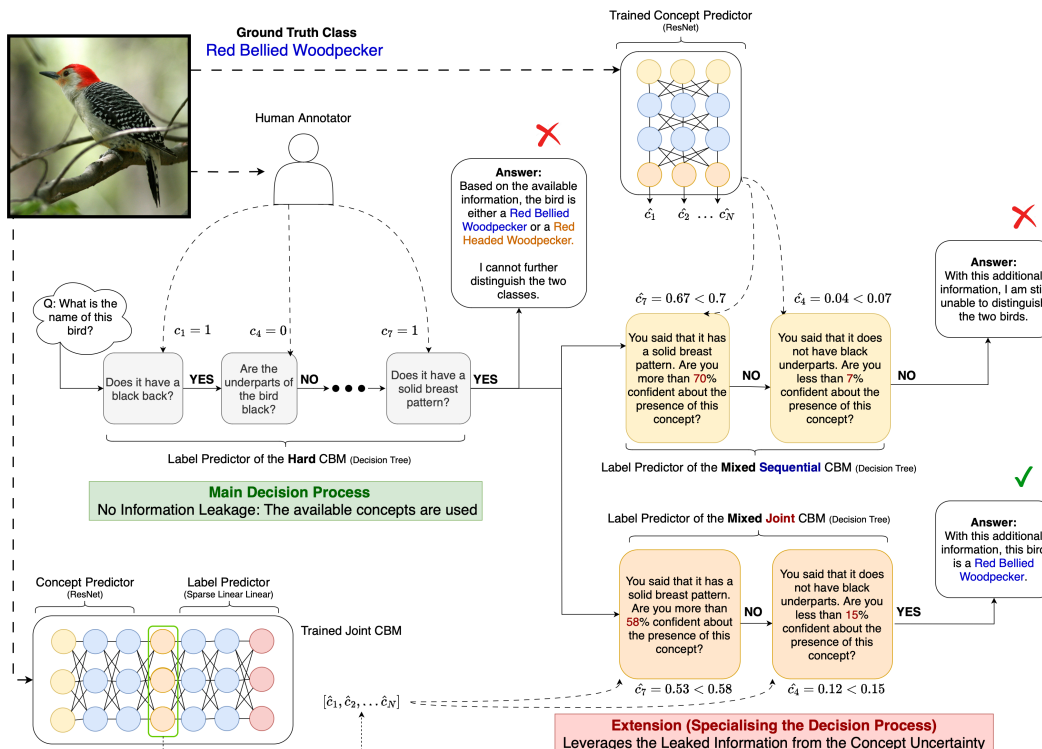 Ground Truth Class
Red Bellied Woodpecker
Trained Concept Predictor
(ResNet)
Human Annotator
ĉ₁ ĉ₂ … ĉ_N
Answer:
Based on the available
information, the bird is
either a Red Bellied
Woodpecker or a Red
Headed Woodpecker.
I cannot further
distinguish the two
classes.
Answer:
With this additional
information, I am sti
unable to distinguish
the two birds.
Q: What is the
name of this
bird?
c₁ = 1
c₄ = 0
c₇ = 1
ĉ₇ = 0.67 < 0.7
ĉ₄ = 0.04 < 0.07
Does it have a
black back?
YES
Are the
underparts of
the bird
black?
NO
Does it have a
solid breast
pattern?
YES
You said that it has
a solid breast
pattern. Are you
more than 70%
confident about the
presence of this
concept?
NO
You said that it does
not have black
underparts. Are you
less than 7%
confident about the
presence of this
concept?
NO
Label Predictor of the Hard CBM (Decision Tree)
Label Predictor of the Mixed Sequential CBM (Decision Tree)
Main Decision Process
No Information Leakage: The available concepts are used
Label Predictor of the Mixed Joint CBM (Decision Tree)
Answer:
With this additional
information, this bird
is a Red Bellied
Woodpecker.
You said that it has a
solid breast pattern.
Are you more than
58% confident about
the presence of this
concept?
NO
You said that it does
not have black
underparts. Are you
less than 15%
confident about the
presence of this
concept?
YES
Concept Predictor
(ResNet)
Label Predictor
(Sparse Linear Linear)
Trained Joint CBM
[ĉ₁, ĉ₂, … ĉ_N]
ĉ₇ = 0.53 < 0.58
ĉ₄ = 0.12 < 0.15
Extension (Specialising the Decision Process)
Leverages the Leaked Information from the Concept Uncertainty